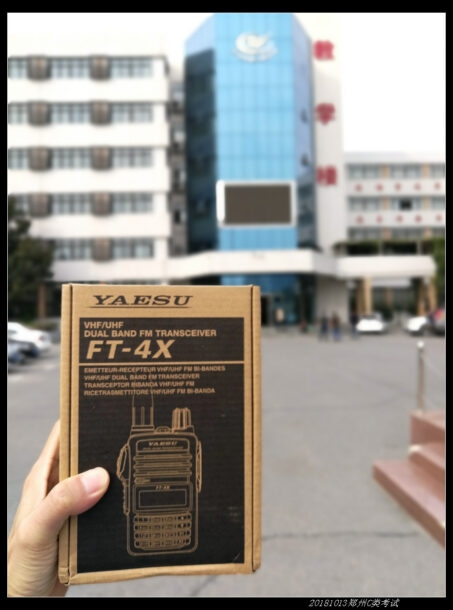 教
学
楼
YAESU
VHF/UHF
DUAL BAND FM TRANSCEIVER
FT-4X
EMETTEUR-RECEPTEUR VHF/UHF FM BI-BANDES
VHF/UHF DUAL BAND FM TRANSCEIVER
TRANSCEPTOR BIBANDA VHF/UHF FM
RICETRASMETTITORE VHF/UHF FM BI-BANDA
YAESU
FT-4X
20181013郑州C类考试